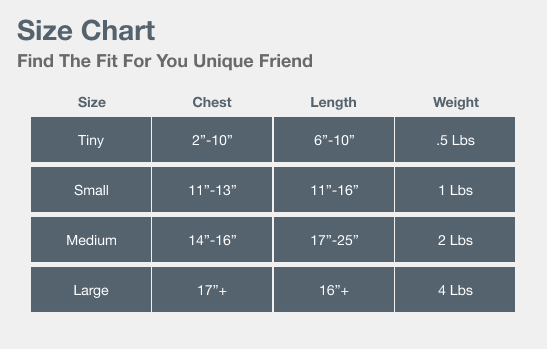 Size Chart
Find The Fit For You Unique Friend
Size Chest Length Weight
Tiny 2”-10” 6”-10” .5 Lbs
Small 11”-13” 11”-16” 1 Lbs
Medium 14”-16” 17”-25” 2 Lbs
Large 17”+ 16”+ 4 Lbs